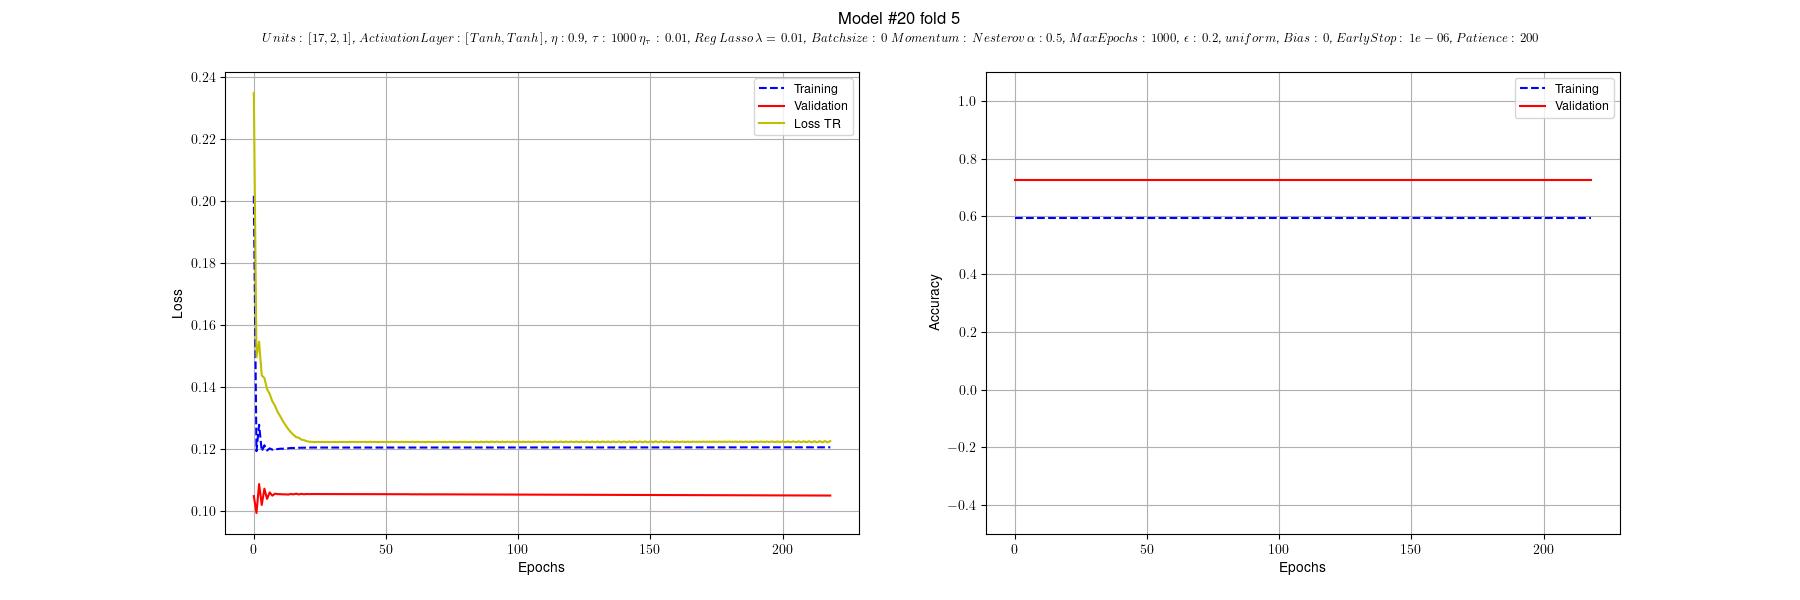 Model #20 fold 5
Units : [17, 2, 1], ActivationLayer : [Tanh, Tanh], η : 0.9, τ : 1000 η_τ : 0.01, Reg Lasso λ = 0.01, Batchsize : 0 Momentum : Nesterov α : 0.5, MaxEpochs : 1000, ϵ : 0.2, uniform, Bias : 0, EarlyStop : 1e − 06, Patience : 200
Loss
0.24
0.22
0.20
0.18
0.16
0.14
0.12
0.10
Training
Validation
Loss TR
0 50 100 150 200
Epochs
Accuracy
1.0
0.8
0.6
0.4
0.2
0.0
−0.2
−0.4
Training
Validation
0 50 100 150 200
Epochs